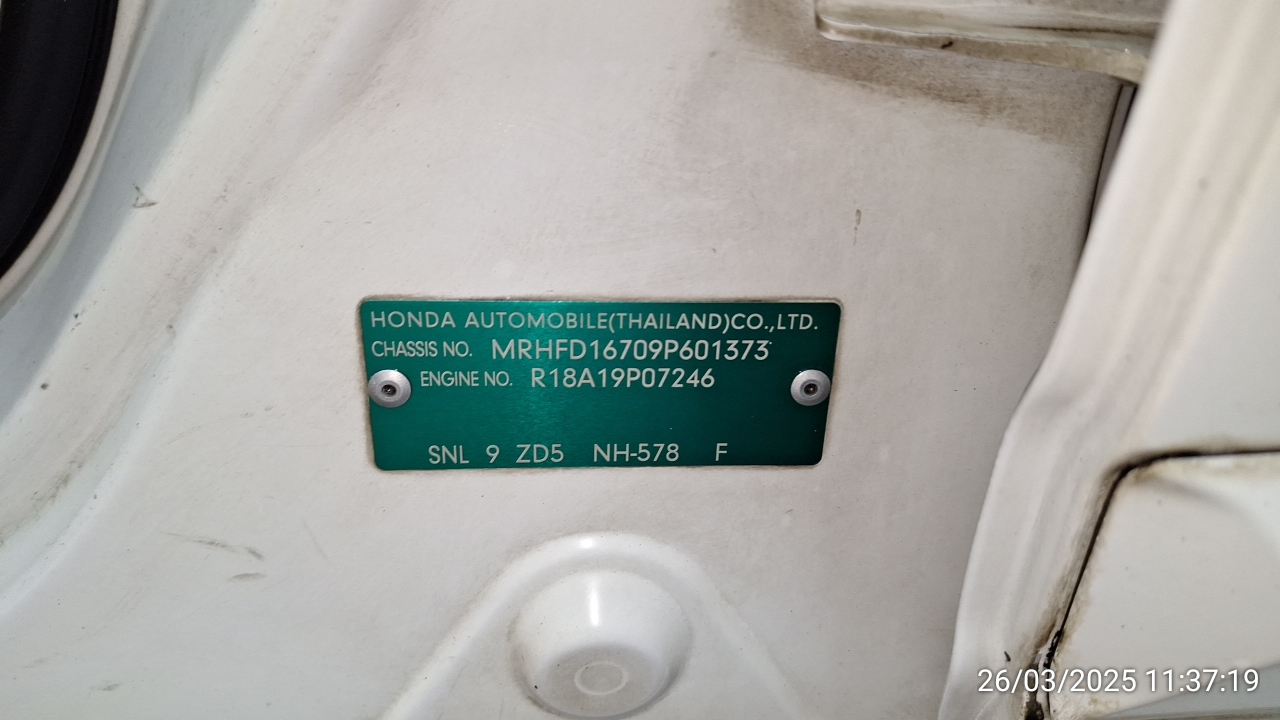 HONDA AUTOMOBILE(THAILAND)CO.,LTD.
CHASSIS NO. MRHFD16709P601373
ENGINE NO. R18A19P07246
SNL 9 ZD5 NH-578 F
26/03/2025 11:37:19